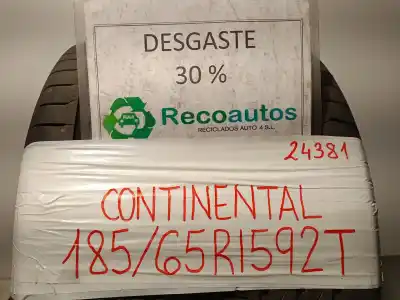 DESGASTE
30 %
Recoautos
RECICLADOS AUTO 4 S.L.
24381
CONTINENTAL
185/65R1592T